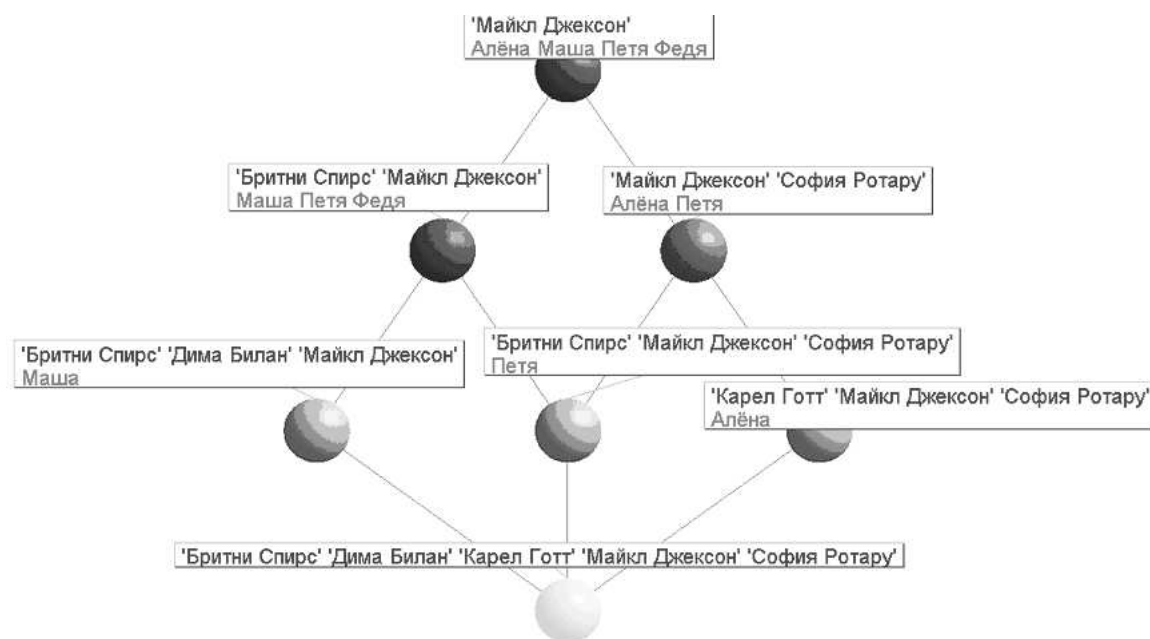 'Майкл Джексон'
Алёна Маша Петя Федя
'Бритни Спирс' 'Майкл Джексон'
Маша Петя Федя
'Майкл Джексон' 'София Ротару'
Алёна Петя
'Бритни Спирс' 'Дима Билан' 'Майкл Джексон'
Маша
'Бритни Спирс' 'Майкл Джексон' 'София Ротару'
Петя
'Карел Готт' 'Майкл Джексон' 'София Ротару'
Алёна
'Бритни Спирс' 'Дима Билан' 'Карел Готт' 'Майкл Джексон' 'София Ротару'